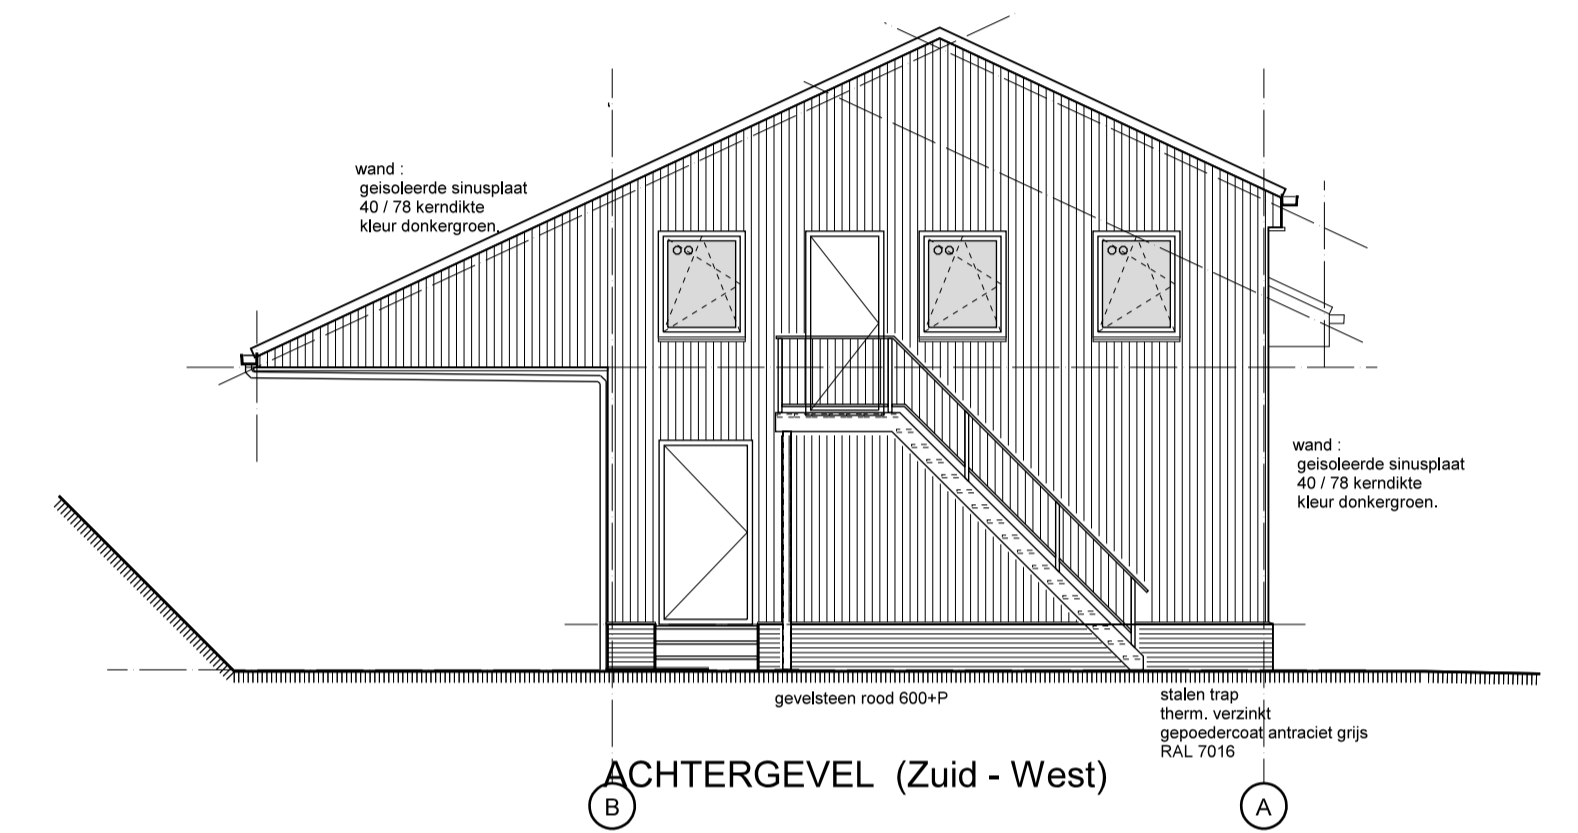 wand :
geisoleerde sinusplaat
40 / 78 kerndikte
kleur donkergroen.
wand :
geisoleerde sinusplaat
40 / 78 kerndikte
kleur donkergroen.
gevelsteen rood 600+P
stalen trap
therm. verzinkt
gepoedercoat antraciet grijs
RAL 7016
ACHTERGEVEL (Zuid - West)
B
A